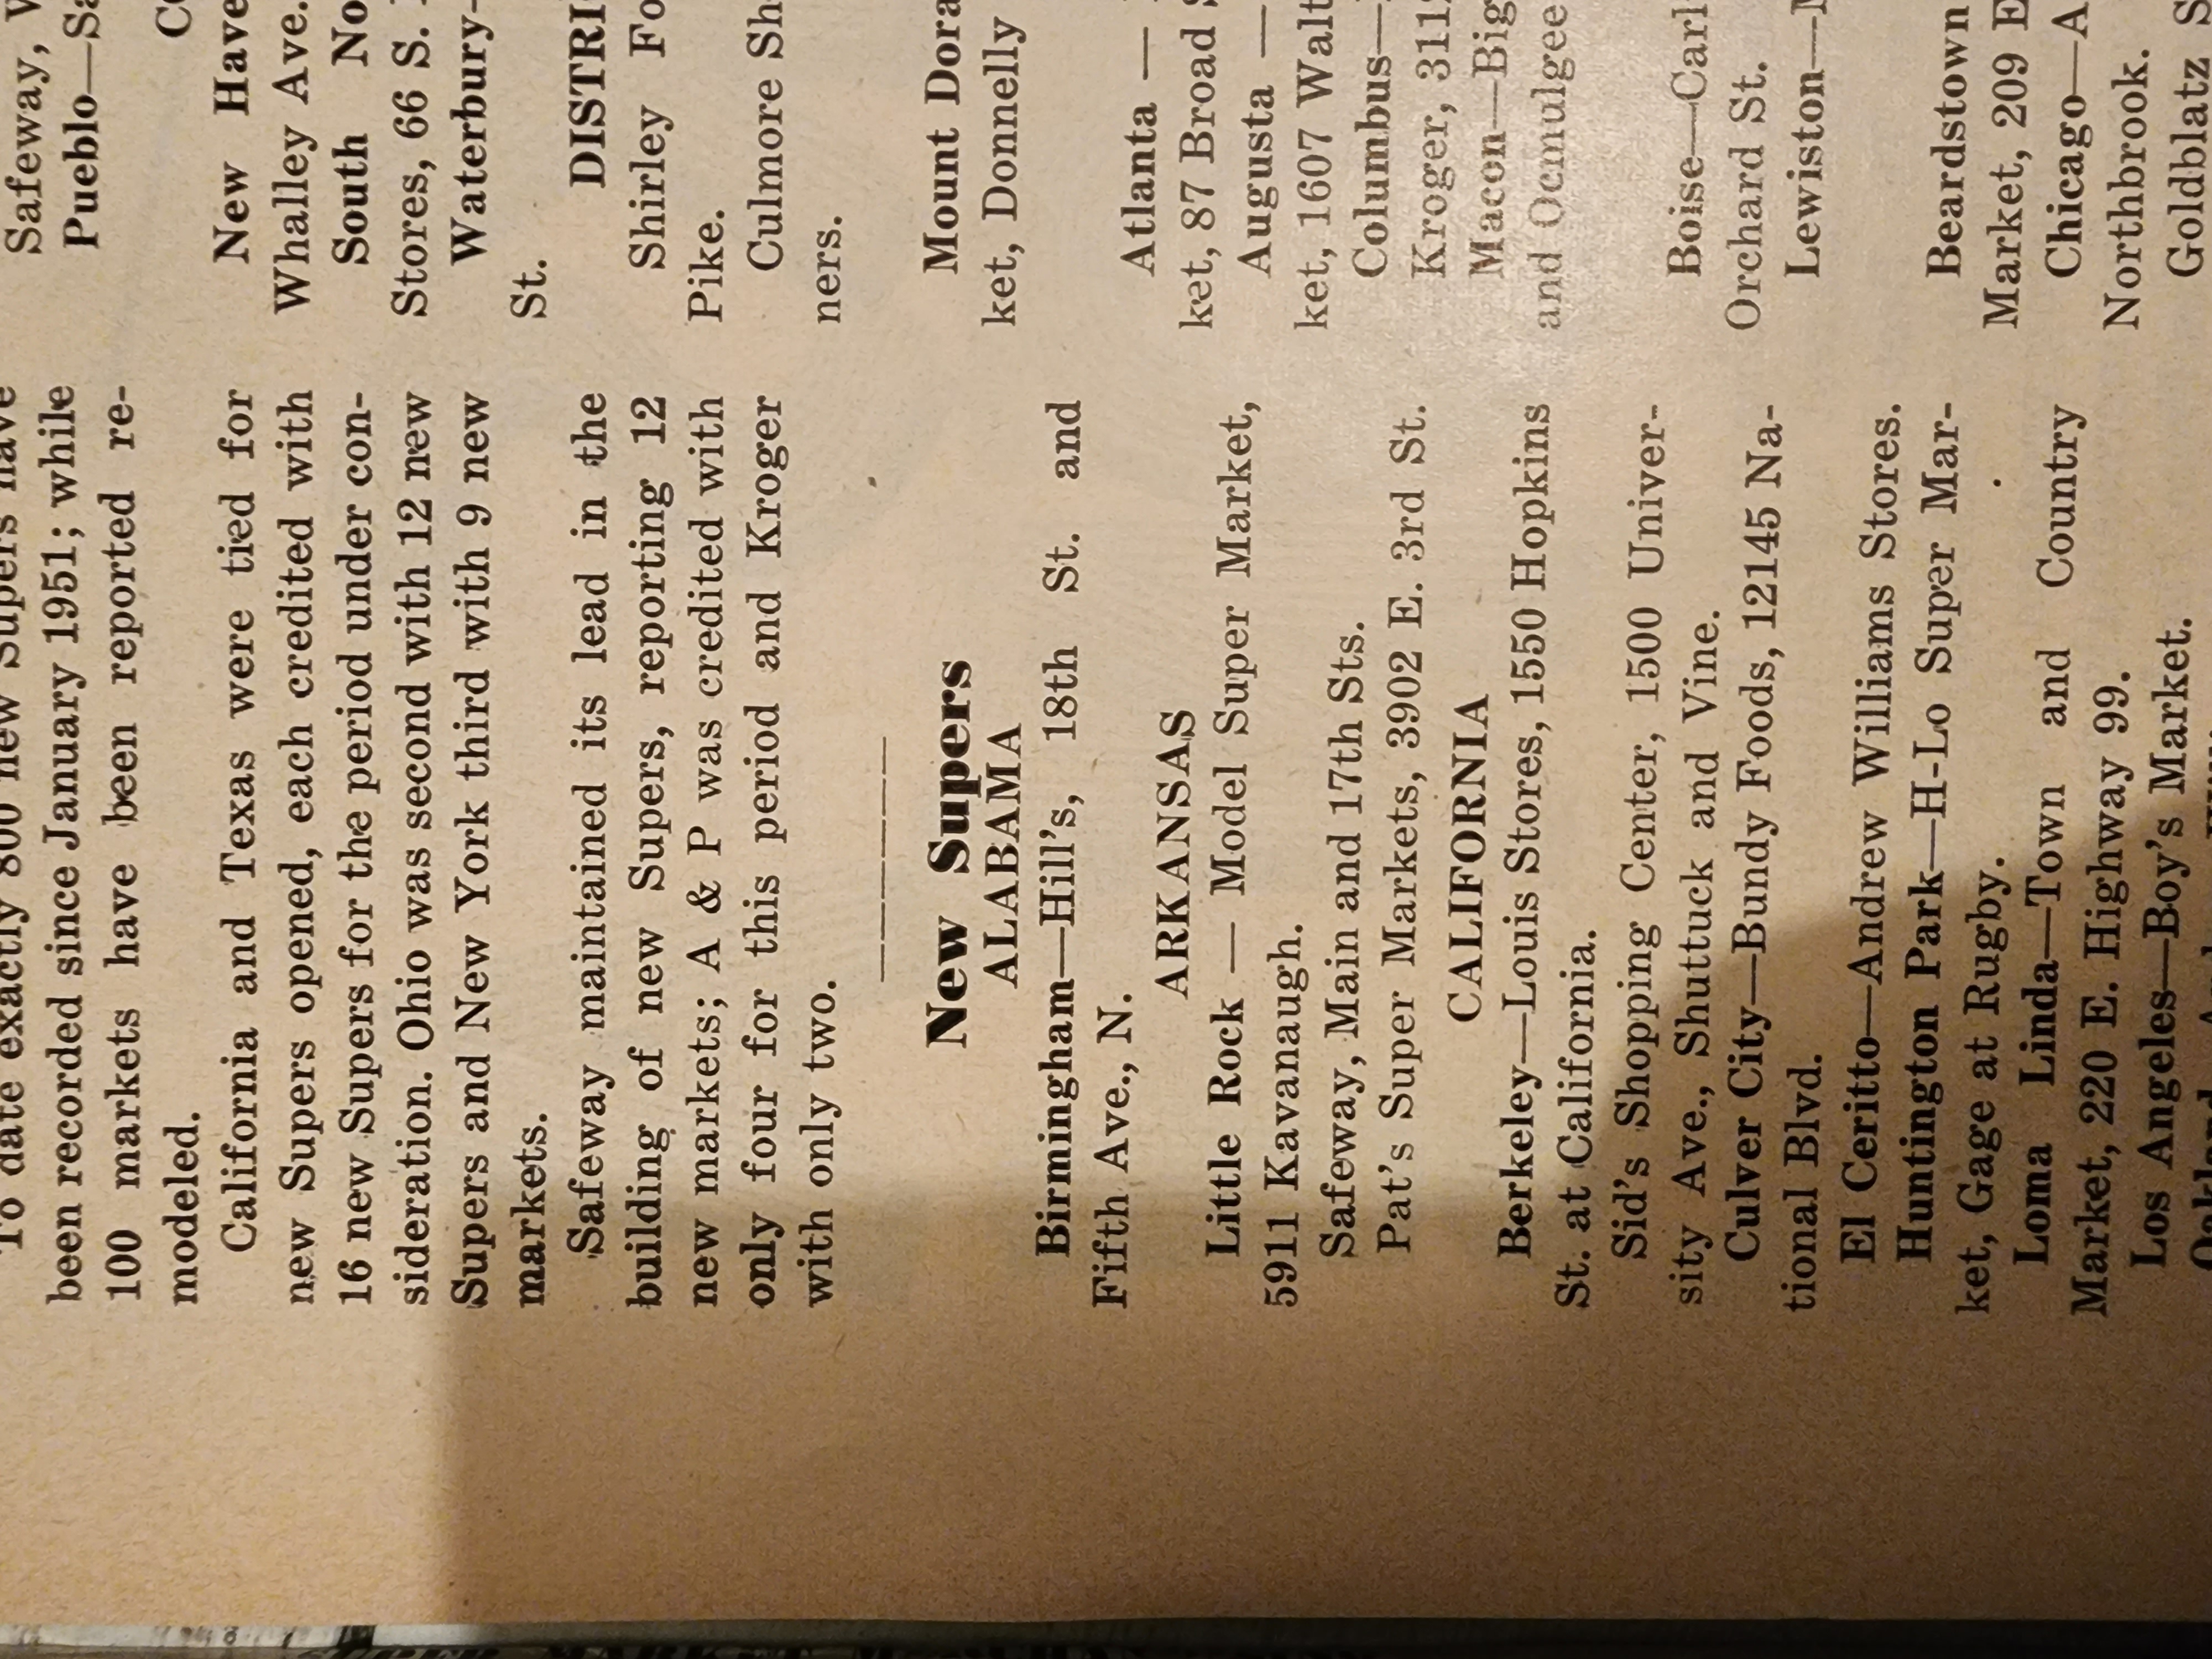 To date exactly 800 new Supers have
been recorded since January 1951; while
100 markets have been reported re-
modeled.
California and Texas were tied for
new Supers opened, each credited with
16 new Supers for the period under con-
sideration. Ohio was second with 12 new
Supers and New York third with 9 new
markets.
Safeway maintained its lead in the
building of new Supers, reporting 12
new markets; A & P was credited with
only four for this period and Kroger
with only two.
New Supers
ALABAMA
Birmingham—Hill's, 18th St. and
Fifth Ave., N.
ARKANSAS
Little Rock — Model Super Market,
5911 Kavanaugh.
Safeway, Main and 17th Sts.
Pat's Super Markets, 3902 E. 3rd St.
CALIFORNIA
Berkeley—Louis Stores, 1550 Hopkins
St. at California.
Sid's Shopping Center, 1500 Univer-
sity Ave., Shuttuck and Vine.
Culver City—Bundy Foods, 12145 Na-
tional Blvd.
El Ceritto—Andrew Williams Stores.
Huntington Park—H-Lo Super Mar-
ket, Gage at Rugby.
Loma Linda—Town and Country
Market, 220 E. Highway 99.
Los Angeles—Boy's Market.
Safeway,
Pueblo—Sa
New Have
Whalley Ave.
South No
Stores, 66 S.
Waterbury—
St.
DISTRI
Shirley Fo
Pike.
Culmore Sh
ners.
Mount Dora
ket, Donnelly
Atlanta —
ket, 87 Broad
Augusta —
ket, 1607 Walt
Columbus—
Kroger, 311
Macon—Big
and Ocmulgee
Boise—Carl
Orchard St.
Lewiston—
Beardstown
Market, 209 E
Chicago—A
Northbrook.
Goldblatz S